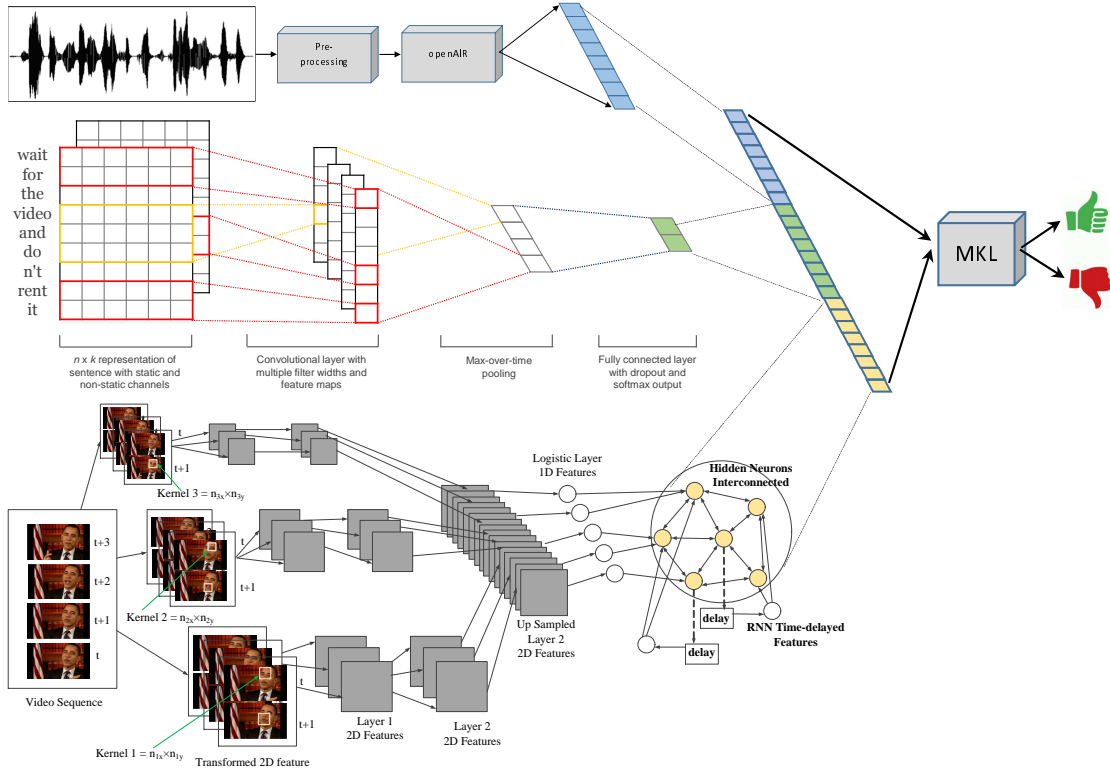 Pre-
processing
openAIR
wait
for
the
video
and
do
n't
rent
it
MKL
n x k representation of
sentence with static and
non-static channels
Convolutional layer with
multiple filter widths and
feature maps
Max-over-time
pooling
Fully connected layer
with dropout and
softmax output
t
t+1
Kernel 3 = n3x×n3y
Logistic Layer
1D Features
Hidden Neurons
Interconnected
t+3
t+2
t+1
t
Video Sequence
t
t+1
Kernel 2 = n2x×n2y
Up Sampled
Layer 2
2D Features
delay
delay
RNN Time-delayed
Features
t
t+1
Kernel 1 = n1x×n1y
Transformed 2D feature
Layer 1
2D Features
Layer 2
2D Features